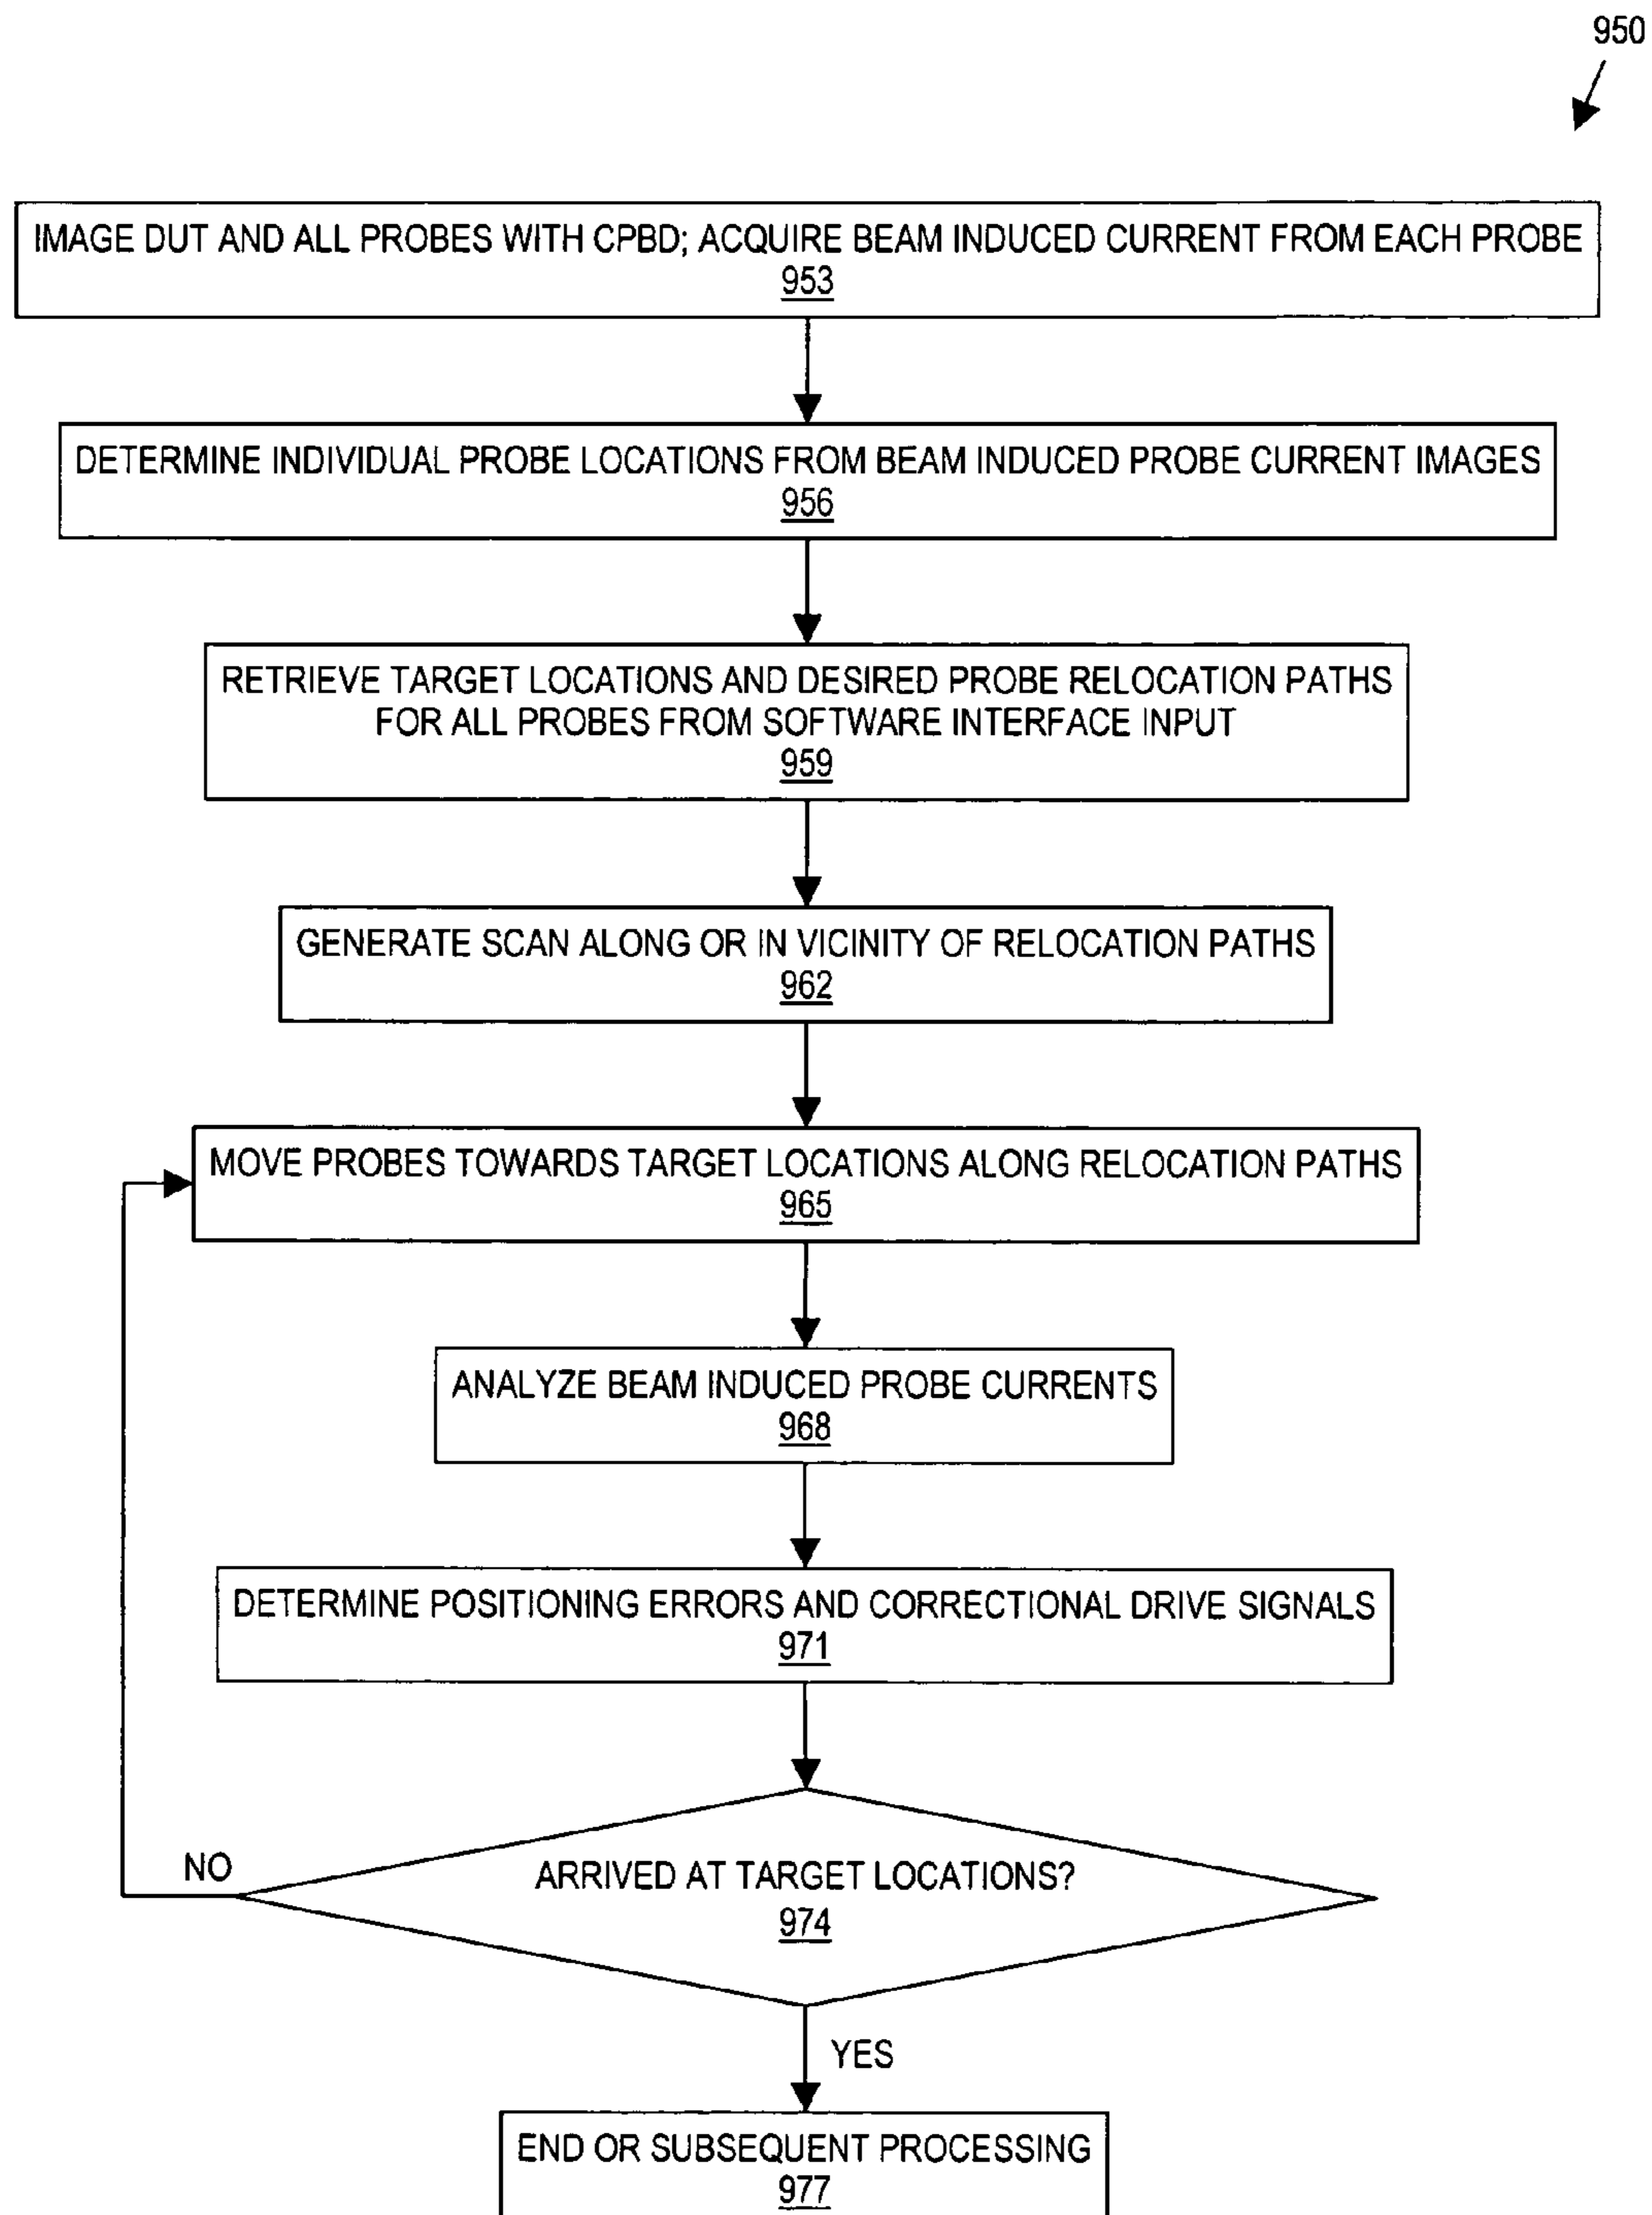 950
IMAGE DUT AND ALL PROBES WITH CPBD; ACQUIRE BEAM INDUCED CURRENT FROM EACH PROBE
953
DETERMINE INDIVIDUAL PROBE LOCATIONS FROM BEAM INDUCED PROBE CURRENT IMAGES
956
RETRIEVE TARGET LOCATIONS AND DESIRED PROBE RELOCATION PATHS
FOR ALL PROBES FROM SOFTWARE INTERFACE INPUT
959
GENERATE SCAN ALONG OR IN VICINITY OF RELOCATION PATHS
962
MOVE PROBES TOWARDS TARGET LOCATIONS ALONG RELOCATION PATHS
965
ANALYZE BEAM INDUCED PROBE CURRENTS
968
DETERMINE POSITIONING ERRORS AND CORRECTIONAL DRIVE SIGNALS
971
NO
ARRIVED AT TARGET LOCATIONS?
974
YES
END OR SUBSEQUENT PROCESSING
977